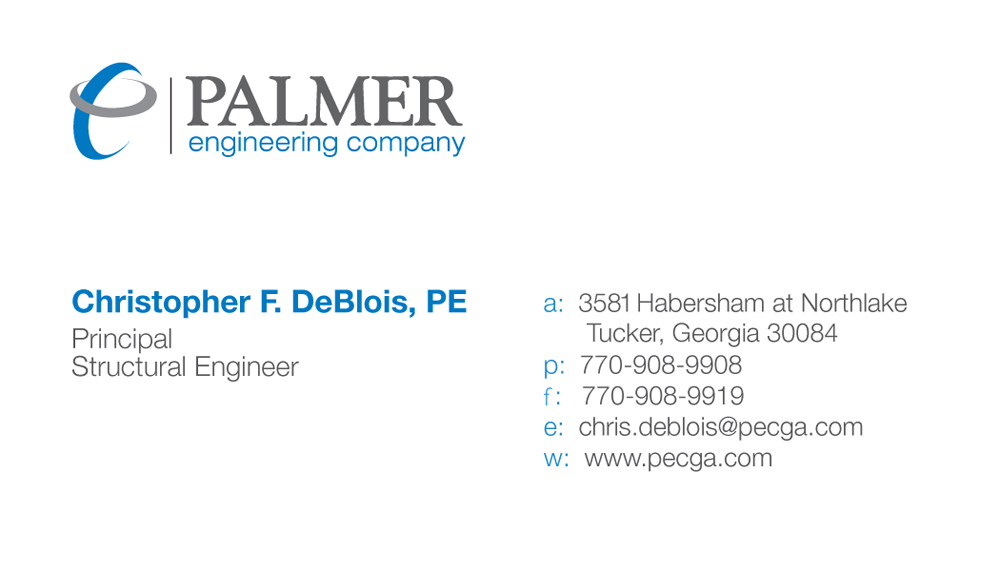 PALMER
engineering company
Christopher F. DeBlois, PE
Principal
Structural Engineer
a: 3581 Habersham at Northlake
Tucker, Georgia 30084
p: 770-908-9908
f: 770-908-9919
e: chris.deblois@pecga.com
w: www.pecga.com